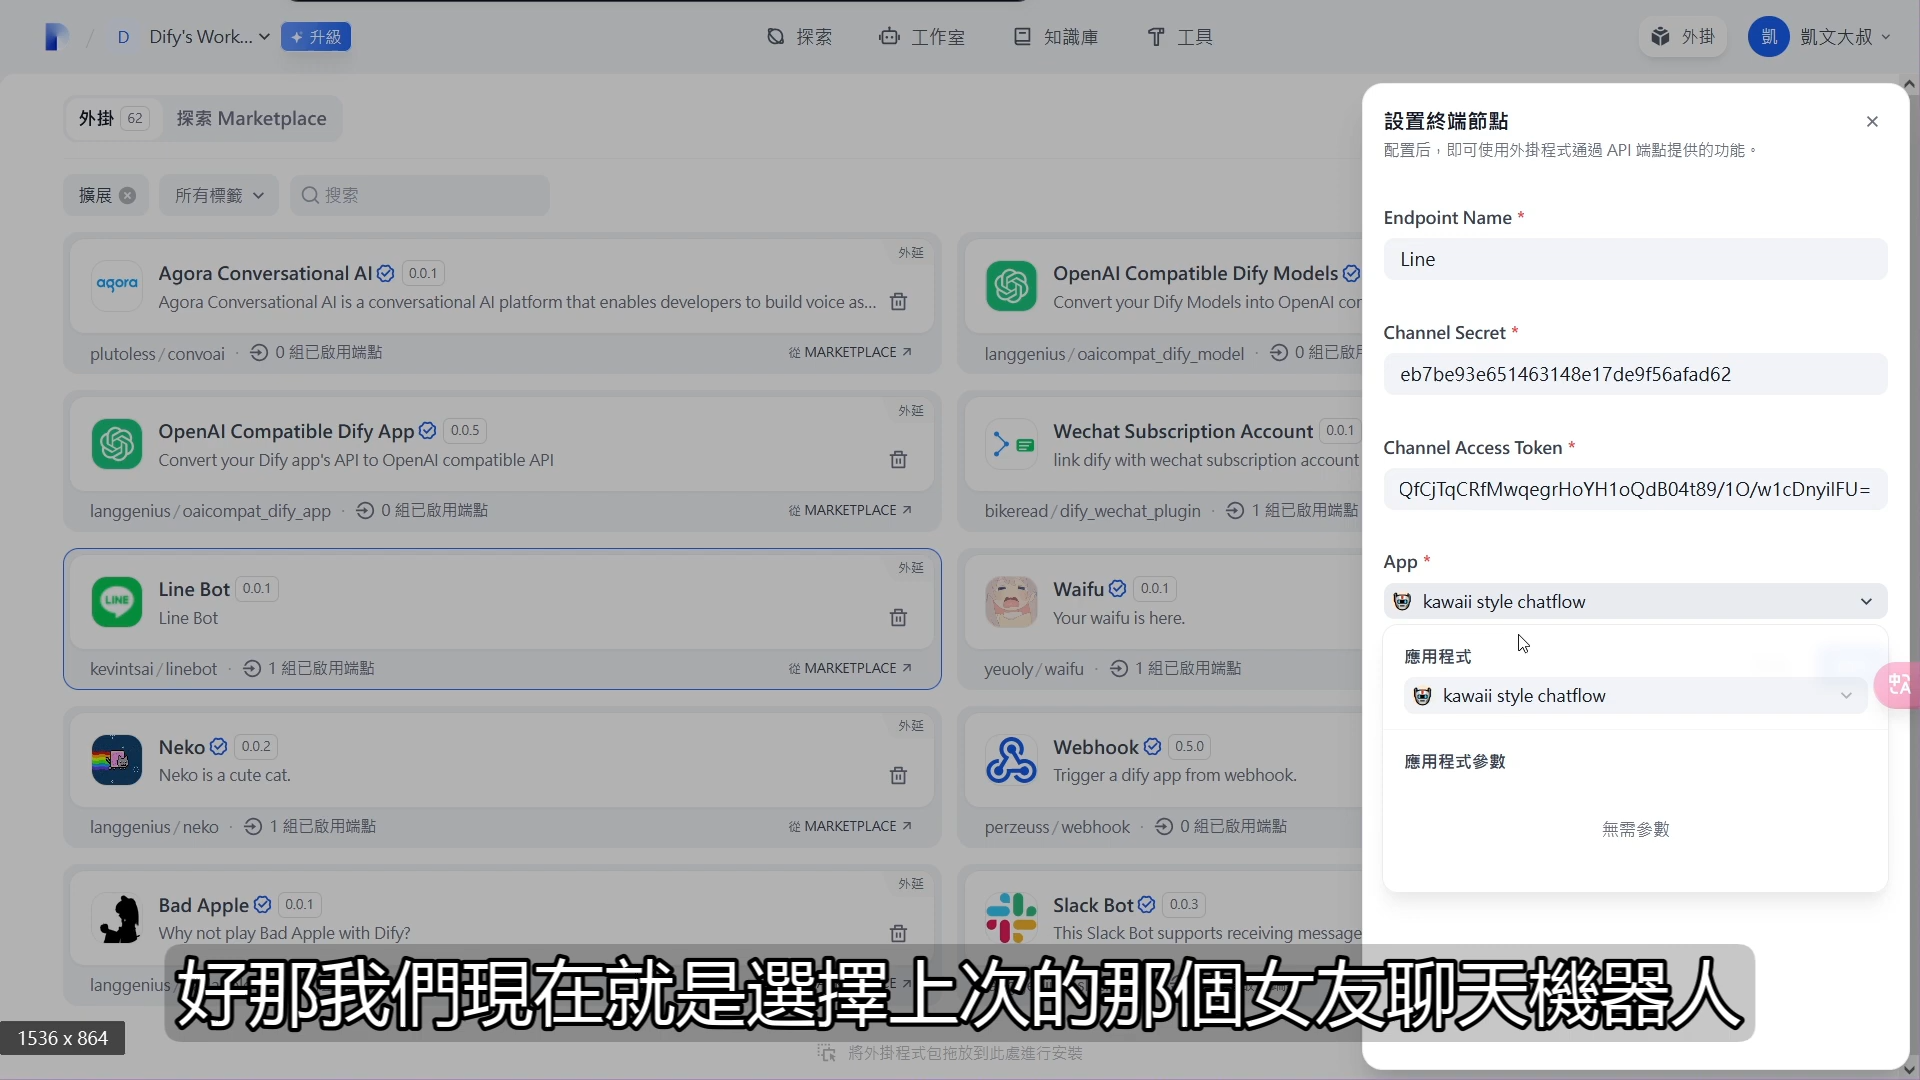 / D Dify's Work... 升級
探索
工作室
知識庫
工具
外掛
凱 凱文大叔
外掛 62 探索 Marketplace
擴展 所有標籤 搜索
外延
agora
Agora Conversational AI 0.0.1
Agora Conversational AI is a conversational AI platform that enables developers to build voice as...
plutoless / convoai · 0 組已啟用端點 從 MARKETPLACE
OpenAI Compatible Dify Models
Convert your Dify Models into OpenAI
langgenius / oaicompat_dify_model · 0 組已啟用
外延
OpenAI Compatible Dify App 0.0.5
Convert your Dify app's API to OpenAI compatible API
langgenius / oaicompat_dify_app · 0 組已啟用端點 從 MARKETPLACE
Wechat Subscription Account 0.0.1
link dify with wechat subscription account
bikeread / dify_wechat_plugin · 1 組已啟用端點
外延
LINE
Line Bot 0.0.1
Line Bot
kevintsai / linebot · 1 組已啟用端點 從 MARKETPLACE
Waifu 0.0.1
Your waifu is here.
yeuoly / waifu · 1 組已啟用端點
外延
Neko 0.0.2
Neko is a cute cat.
langgenius / neko · 1 組已啟用端點 從 MARKETPLACE
Webhook 0.5.0
Trigger a dify app from webhook.
perzeuss / webhook · 0 組已啟用端點
外延
Bad Apple 0.0.1
Why not play Bad Apple with Dify?
langgenius
Slack Bot 0.0.3
This Slack Bot supports receiving message
設置終端節點
配置后，即可使用外掛程式通過 API 端點提供的功能。
Endpoint Name *
Line
Channel Secret *
eb7be93e651463148e17de9f56afad62
Channel Access Token *
QfCjTqCRfMwqegrHoYH1oQdB04t89/1O/w1cDnyilFU=
App *
kawaii style chatflow
應用程式
kawaii style chatflow
應用程式參數
無需參數
中A
好那我們現在就是選擇上次的那個女友聊天機器人
1536 x 864
將外掛程式包拖放到此處進行安裝